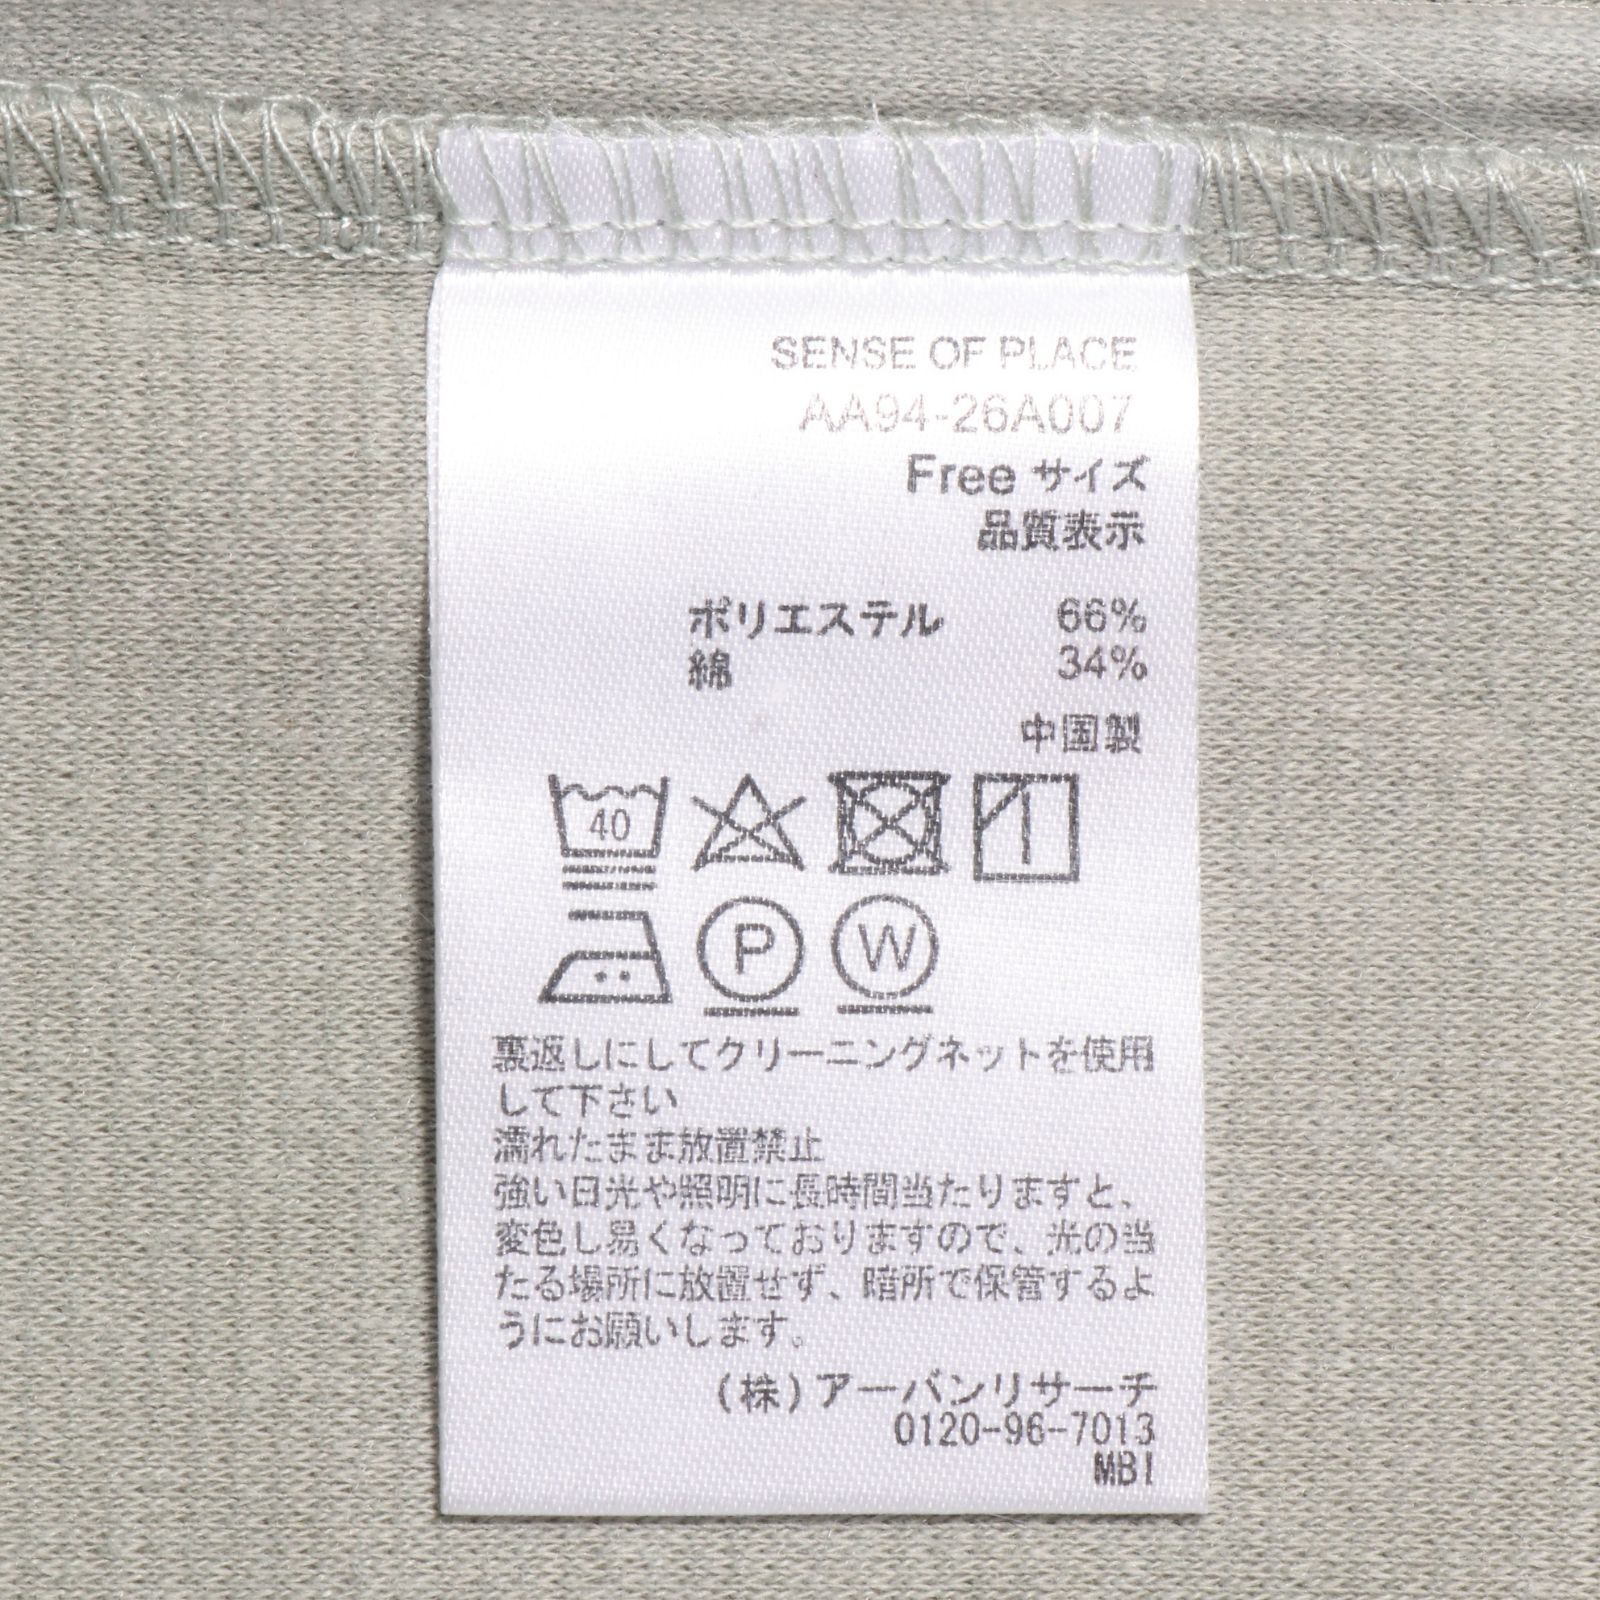 SENSE OF PLACE
AA94-26A007
Free サイズ
品質表示
ポリエステル 66%
綿 34%
中国製
40
P W
裏返しにしてクリーニングネットを使用
して下さい
濡れたまま放置禁止
強い日光や照明に長時間当たりますと、
変色し易くなっておりますので、光の当
たる場所に放置せず、暗所で保管するよ
うにお願いします。
(株)アーバンリサーチ
0120-96-7013
MBI